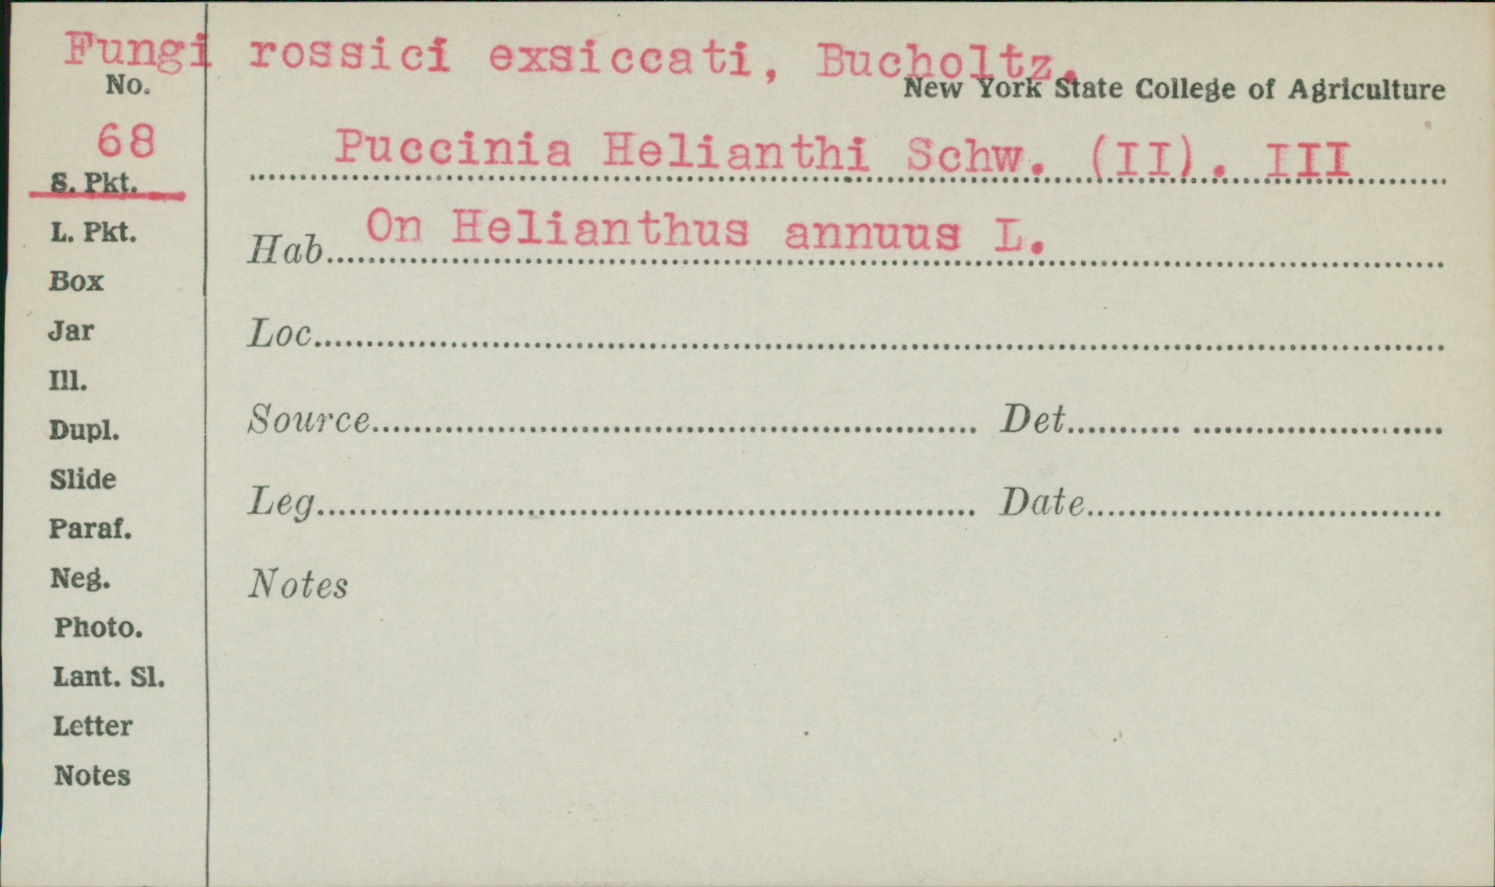 Fungi rossici exsiccati, Bucholtz.
No.
New York State College of Agriculture
68
Puccinia Helianthi Schw. (II). III
S. Pkt.
On Helianthus annuus L.
L. Pkt.
Hab.
Box
Jar
Loc.
Ill.
Dupl.
Source
Det.
Slide
Leg.
Date
Paraf.
Neg.
Notes
Photo.
Lant. Sl.
Letter
Notes